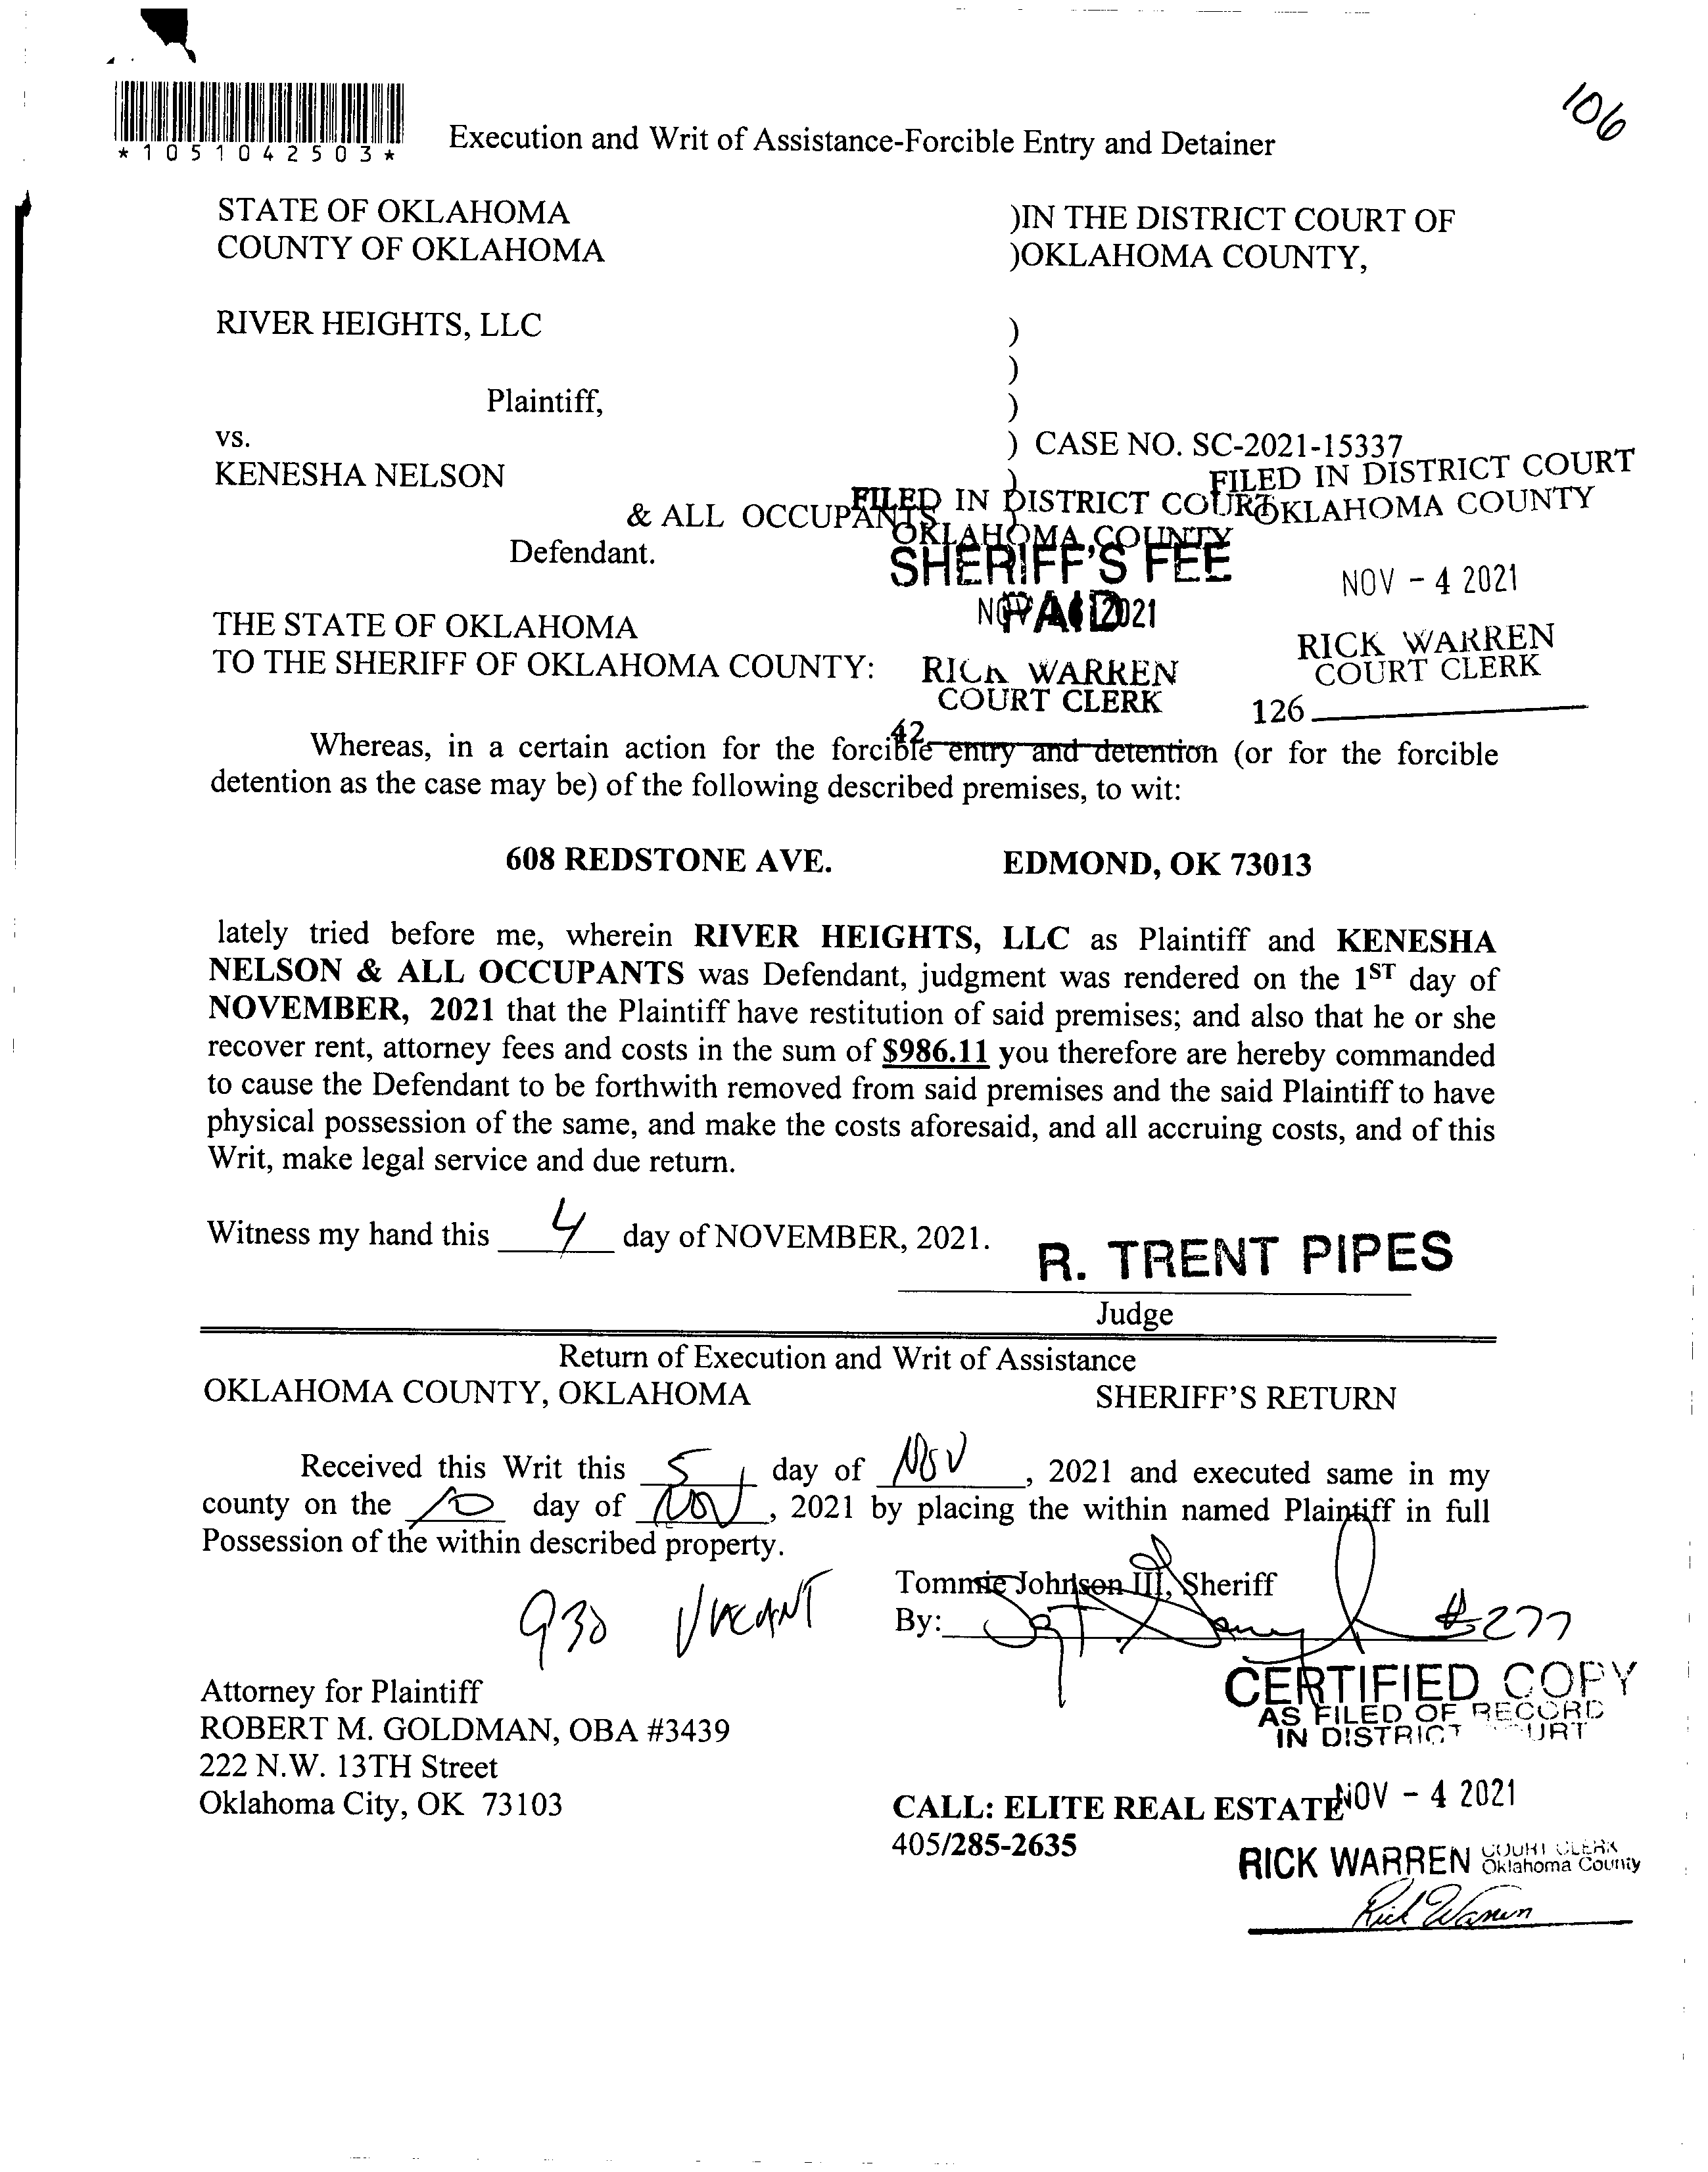 106
*1051042503*
Execution and Writ of Assistance-Forcible Entry and Detainer
STATE OF OKLAHOMA )IN THE DISTRICT COURT OF
COUNTY OF OKLAHOMA )OKLAHOMA COUNTY,
RIVER HEIGHTS, LLC )
)
Plaintiff, )
vs. ) CASE NO. SC-2021-15337
KENESHA NELSON )
FILED IN DISTRICT COURT
OKLAHOMA COUNTY
& ALL OCCUPANTS
FILED IN DISTRICT COURT
OKLAHOMA COUNTY
Defendant.
SHERIFF'S FEE
PAID
NOV - 4 2021
2021
THE STATE OF OKLAHOMA
TO THE SHERIFF OF OKLAHOMA COUNTY:
RICK WARREN
COURT CLERK
42
RICK WARREN
COURT CLERK
126
Whereas, in a certain action for the forcible entry and detention (or for the forcible
detention as the case may be) of the following described premises, to wit:
608 REDSTONE AVE. EDMOND, OK 73013
lately tried before me, wherein RIVER HEIGHTS, LLC as Plaintiff and KENESHA
NELSON & ALL OCCUPANTS was Defendant, judgment was rendered on the 1ST day of
NOVEMBER, 2021 that the Plaintiff have restitution of said premises; and also that he or she
recover rent, attorney fees and costs in the sum of $986.11 you therefore are hereby commanded
to cause the Defendant to be forthwith removed from said premises and the said Plaintiff to have
physical possession of the same, and make the costs aforesaid, and all accruing costs, and of this
Writ, make legal service and due return.
Witness my hand this 4 day of NOVEMBER, 2021.
R. TRENT PIPES
Judge
Return of Execution and Writ of Assistance
OKLAHOMA COUNTY, OKLAHOMA SHERIFF'S RETURN
Received this Writ this 5 day of NOV, 2021 and executed same in my
county on the 10 day of NOV, 2021 by placing the within named Plaintiff in full
Possession of the within described property.
930 VACANT
Tommie Johnson III, Sheriff
By: Sgt. #277
Attorney for Plaintiff
ROBERT M. GOLDMAN, OBA #3439
222 N.W. 13TH Street
Oklahoma City, OK 73103
CERTIFIED COPY
AS FILED OF RECORD
IN DISTRICT COURT
NOV - 4 2021
CALL: ELITE REAL ESTATE
405/285-2635
RICK WARREN COURT CLERK
Oklahoma County
Rick Warren